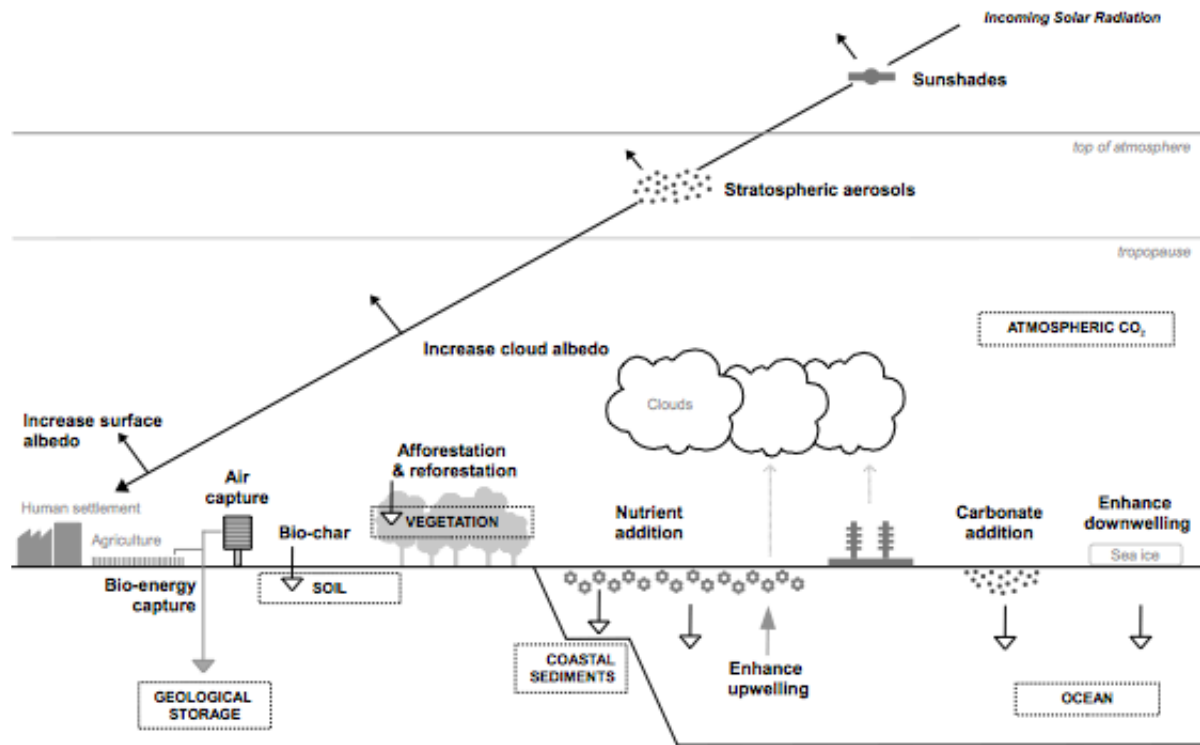 Incoming Solar Radiation
Sunshades
top of atmosphere
Stratospheric aerosols
tropopause
ATMOSPHERIC CO₂
Increase cloud albedo
Clouds
Increase surface
albedo
Afforestation
& reforestation
Air
capture
Human settlement
Agriculture
Bio-char
VEGETATION
Nutrient
addition
Carbonate
addition
Enhance
downwelling
Sea ice
Bio-energy
capture
SOIL
COASTAL
SEDIMENTS
Enhance
upwelling
GEOLOGICAL
STORAGE
OCEAN